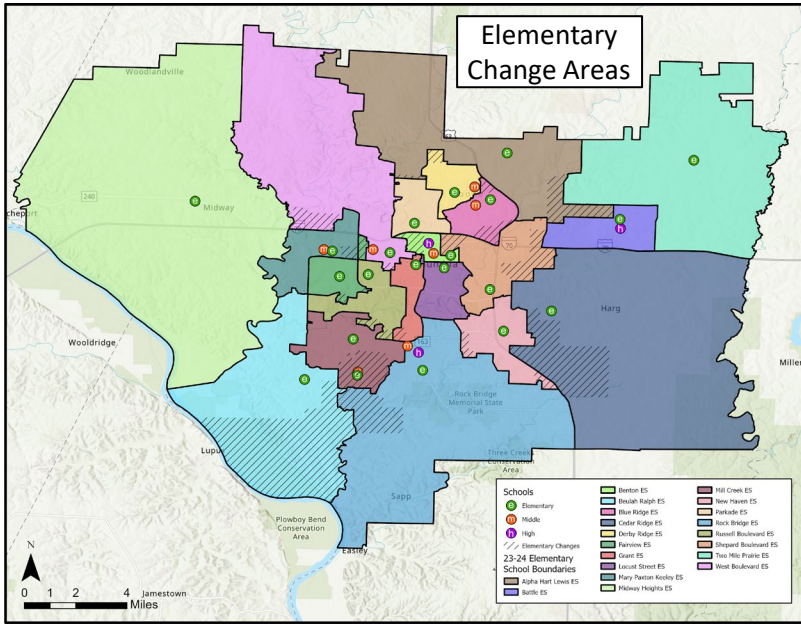 Elementary
Change Areas
Woodlandville
63
240
Midway
cheport
70
Harg
Wooldridge
163
Miller
Rock Bridge
Memorial State
Park
Lupu
Three Creeks
Conservation
Area
Sapp
Plowboy Bend
Conservation
Area
Easley
Jamestown
N
0 1 2 4
Miles
Schools
e Elementary
m Middle
h High
Elementary Changes
23-24 Elementary
School Boundaries
Alpha Hart Lewis ES
Battle ES
Benton ES
Beulah Ralph ES
Blue Ridge ES
Cedar Ridge ES
Derby Ridge ES
Fairview ES
Grant ES
Locust Street ES
Mary Paxton Keeley ES
Midway Heights ES
Mill Creek ES
New Haven ES
Parkade ES
Rock Bridge ES
Russell Boulevard ES
Shepard Boulevard ES
Two Mile Prairie ES
West Boulevard ES